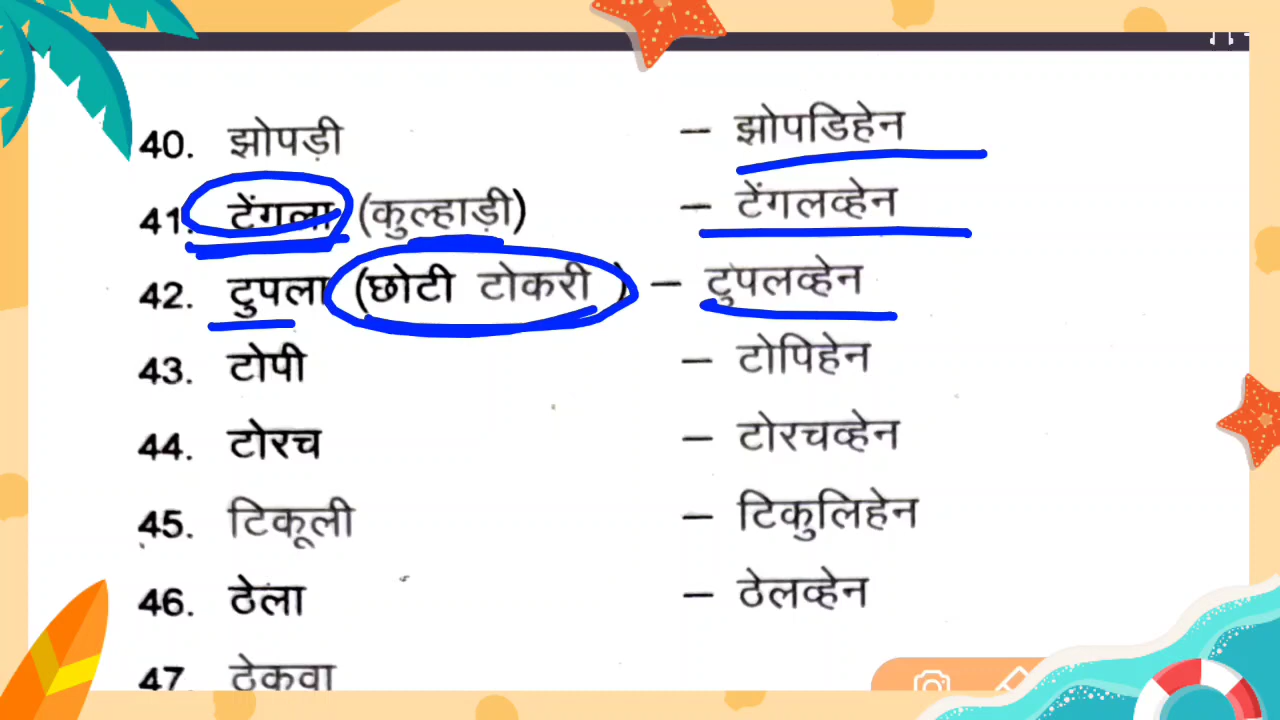 40. झोपड़ी – झोपडिहेन
41. टेंगला (कुल्हाड़ी) – टेंगलव्हेन
42. टुपला (छोटी टोकरी ) – टुपलव्हेन
43. टोपी – टोपिहेन
44. टोरच – टोरचव्हेन
45. टिकूली – टिकुलिहेन
46. ठेला – ठेलव्हेन
47. ठेकवा